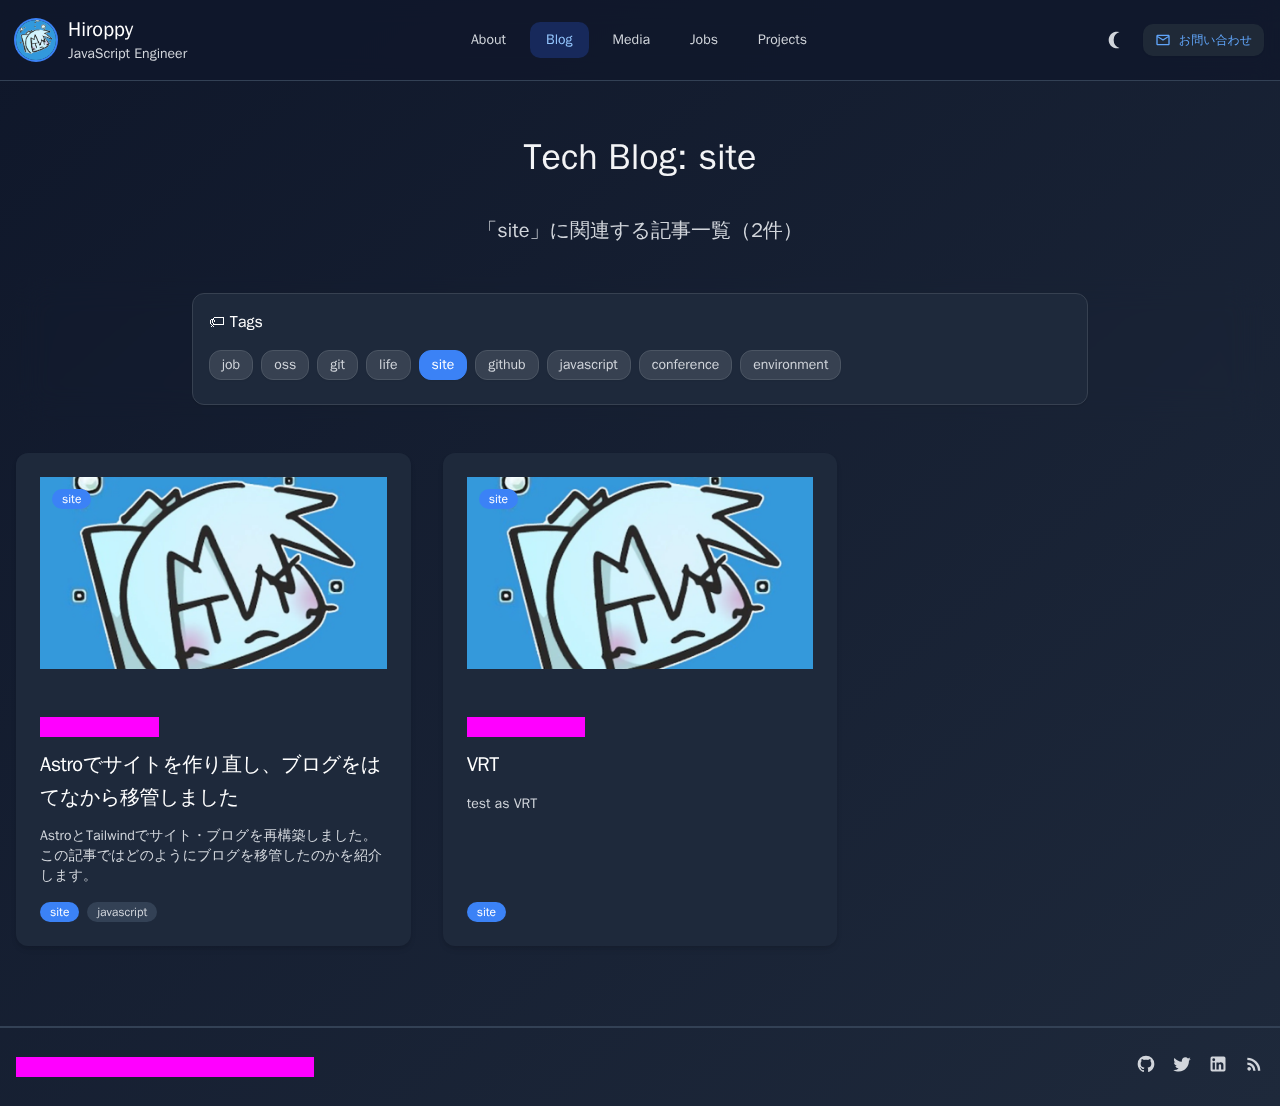 Hiroppy
JavaScript Engineer
About
Blog
Media
Jobs
Projects
お問い合わせ
Tech Blog: site
「site」に関連する記事一覧（2件）
Tags
job
oss
git
life
site
github
javascript
conference
environment
site
Astroでサイトを作り直し、ブログをは
てなから移管しました
AstroとTailwindでサイト・ブログを再構築しました。
この記事ではどのようにブログを移管したのかを紹介
します。
site
javascript
site
VRT
test as VRT
site